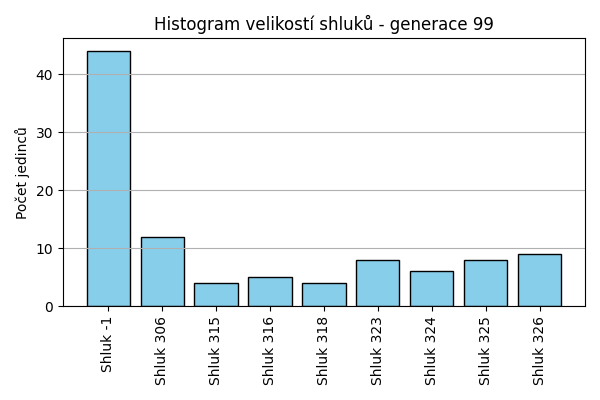 Histogram velikostí shluků - generace 99
Počet jedinců
40
30
20
10
0
Shluk -1
Shluk 306
Shluk 315
Shluk 316
Shluk 318
Shluk 323
Shluk 324
Shluk 325
Shluk 326